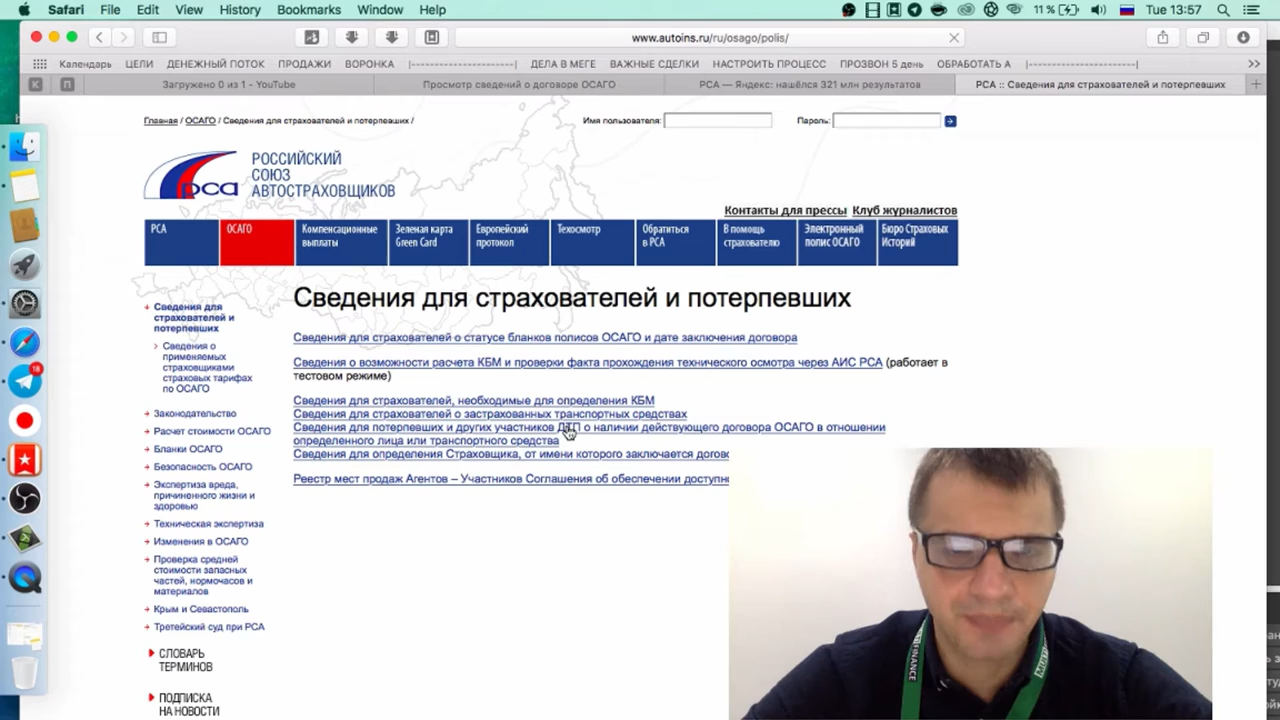 Safari File Edit View History Bookmarks Window Help 11 % Tue 13:57
www.autoins.ru/ru/osago/polis/
Календарь ЦЕЛИ ДЕНЕЖНЫЙ ПОТОК ПРОДАЖИ ВОРОНКА |---------------------| ДЕЛА В МЕГЕ ВАЖНЫЕ СДЕЛКИ НАСТРОИТЬ ПРОЦЕСС ПРОЗВОН 5 день ОБРАБОТАТЬ А |---------------------|
К П Загружено 0 из 1 - YouTube Просмотр сведений о договоре ОСАГО РСА — Яндекс: нашёлся 321 млн результатов РСА :: Сведения для страхователей и потерпевших
Главная / ОСАГО / Сведения для страхователей и потерпевших /
Имя пользователя: Пароль:
рса
РОССИЙСКИЙ
СОЮЗ
АВТОСТРАХОВЩИКОВ
Контакты для прессы Клуб журналистов
РСА
ОСАГО
Компенсационные
выплаты
Зеленая карта
Green Card
Европейский
протокол
Техосмотр
Обратиться
в РСА
В помощь
страхователю
Электронный
полис ОСАГО
Бюро Страховых
Историй
Сведения для
страхователей и
потерпевших
Сведения о
применяемых
страховщиками
страховых тарифах
по ОСАГО
Законодательство
Расчет стоимости ОСАГО
Бланки ОСАГО
Безопасность ОСАГО
Экспертиза вреда,
причиненного жизни и
здоровью
Техническая экспертиза
Изменения в ОСАГО
Проверка средней
стоимости запасных
частей, нормочасов и
материалов
Крым и Севастополь
Третейский суд при РСА
СЛОВАРЬ
ТЕРМИНОВ
ПОДПИСКА
НА НОВОСТИ
Сведения для страхователей и потерпевших
Сведения для страхователей о статусе бланков полисов ОСАГО и дате заключения договора
Сведения о возможности расчета КБМ и проверки факта прохождения технического осмотра через АИС РСА (работает в
тестовом режиме)
Сведения для страхователей, необходимые для определения КБМ
Сведения для страхователей о застрахованных транспортных средствах
Сведения для потерпевших и других участников ДТП о наличии действующего договора ОСАГО в отношении
определенного лица или транспортного средства
Сведения для определения Страховщика, от имени которого заключается догово
Реестр мест продаж Агентов – Участников Соглашения об обеспечении доступно
18
FINANCE